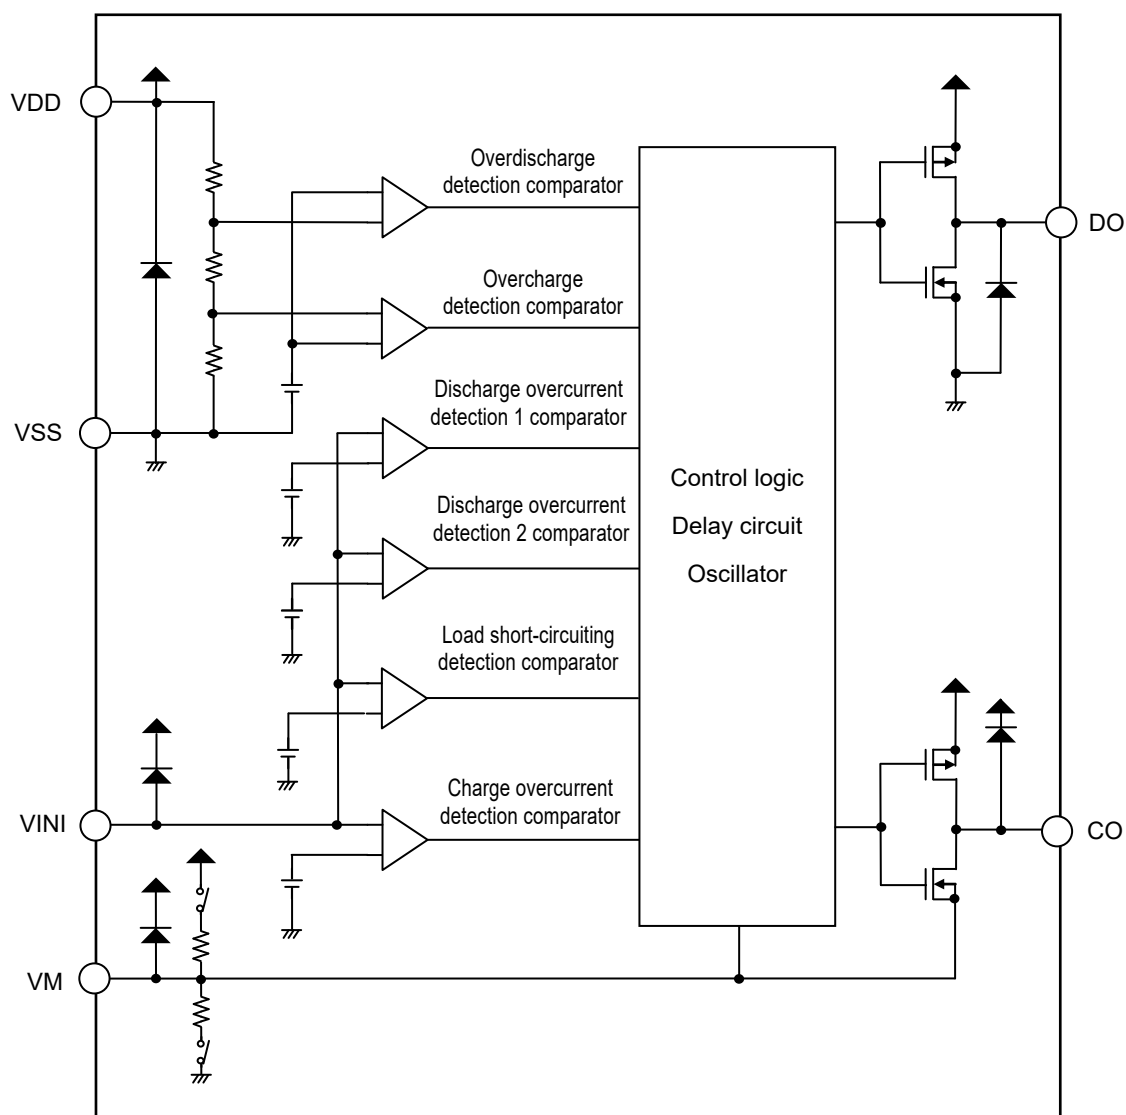 VDD
Overdischarge
detection comparator
DO
Overcharge
detection comparator
Discharge overcurrent
detection 1 comparator
VSS
Control logic
Delay circuit
Oscillator
Discharge overcurrent
detection 2 comparator
Load short-circuiting
detection comparator
Charge overcurrent
detection comparator
VINI
CO
VM